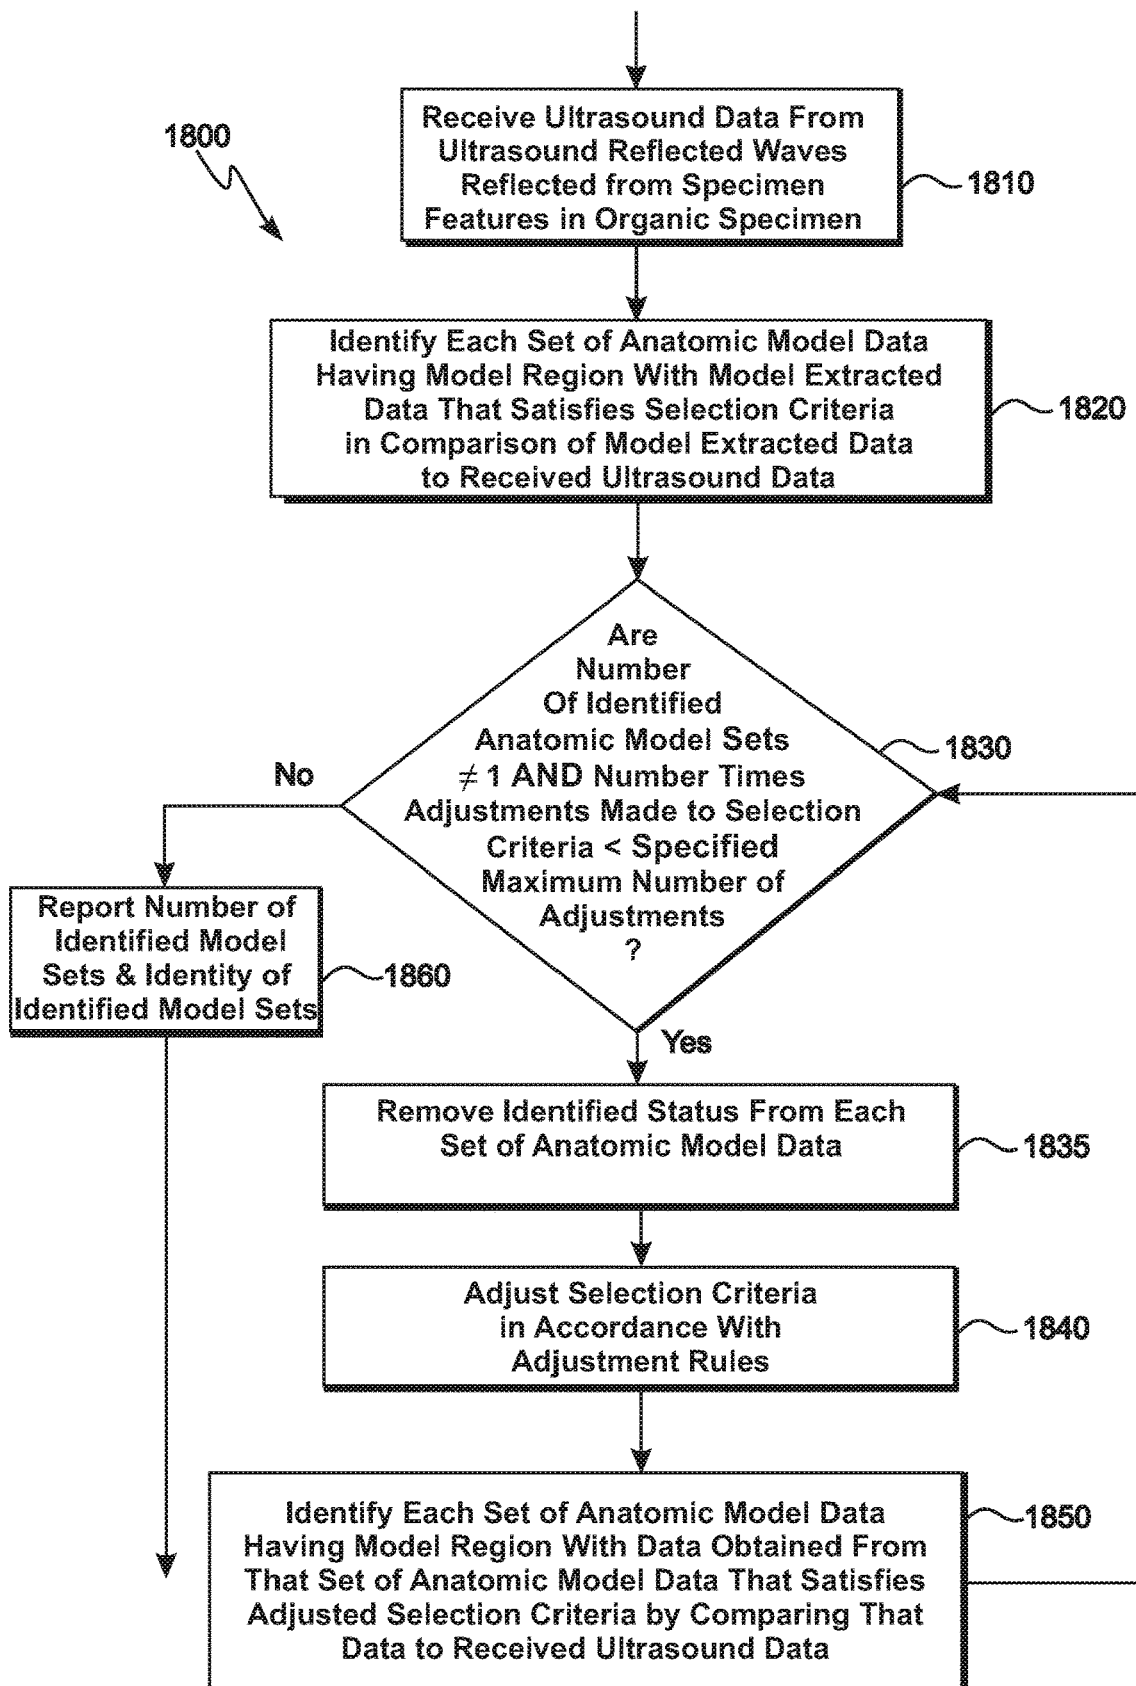 1800
Receive Ultrasound Data From
Ultrasound Reflected Waves
Reflected from Specimen
Features in Organic Specimen
1810
Identify Each Set of Anatomic Model Data
Having Model Region With Model Extracted
Data That Satisfies Selection Criteria
in Comparison of Model Extracted Data
to Received Ultrasound Data
1820
Are
Number
Of Identified
Anatomic Model Sets
≠ 1 AND Number Times
Adjustments Made to Selection
Criteria < Specified
Maximum Number of
Adjustments
?
1830
No
Report Number of
Identified Model
Sets & Identity of
Identified Model Sets
1860
Yes
Remove Identified Status From Each
Set of Anatomic Model Data
1835
Adjust Selection Criteria
in Accordance With
Adjustment Rules
1840
Identify Each Set of Anatomic Model Data
Having Model Region With Data Obtained From
That Set of Anatomic Model Data That Satisfies
Adjusted Selection Criteria by Comparing That
Data to Received Ultrasound Data
1850